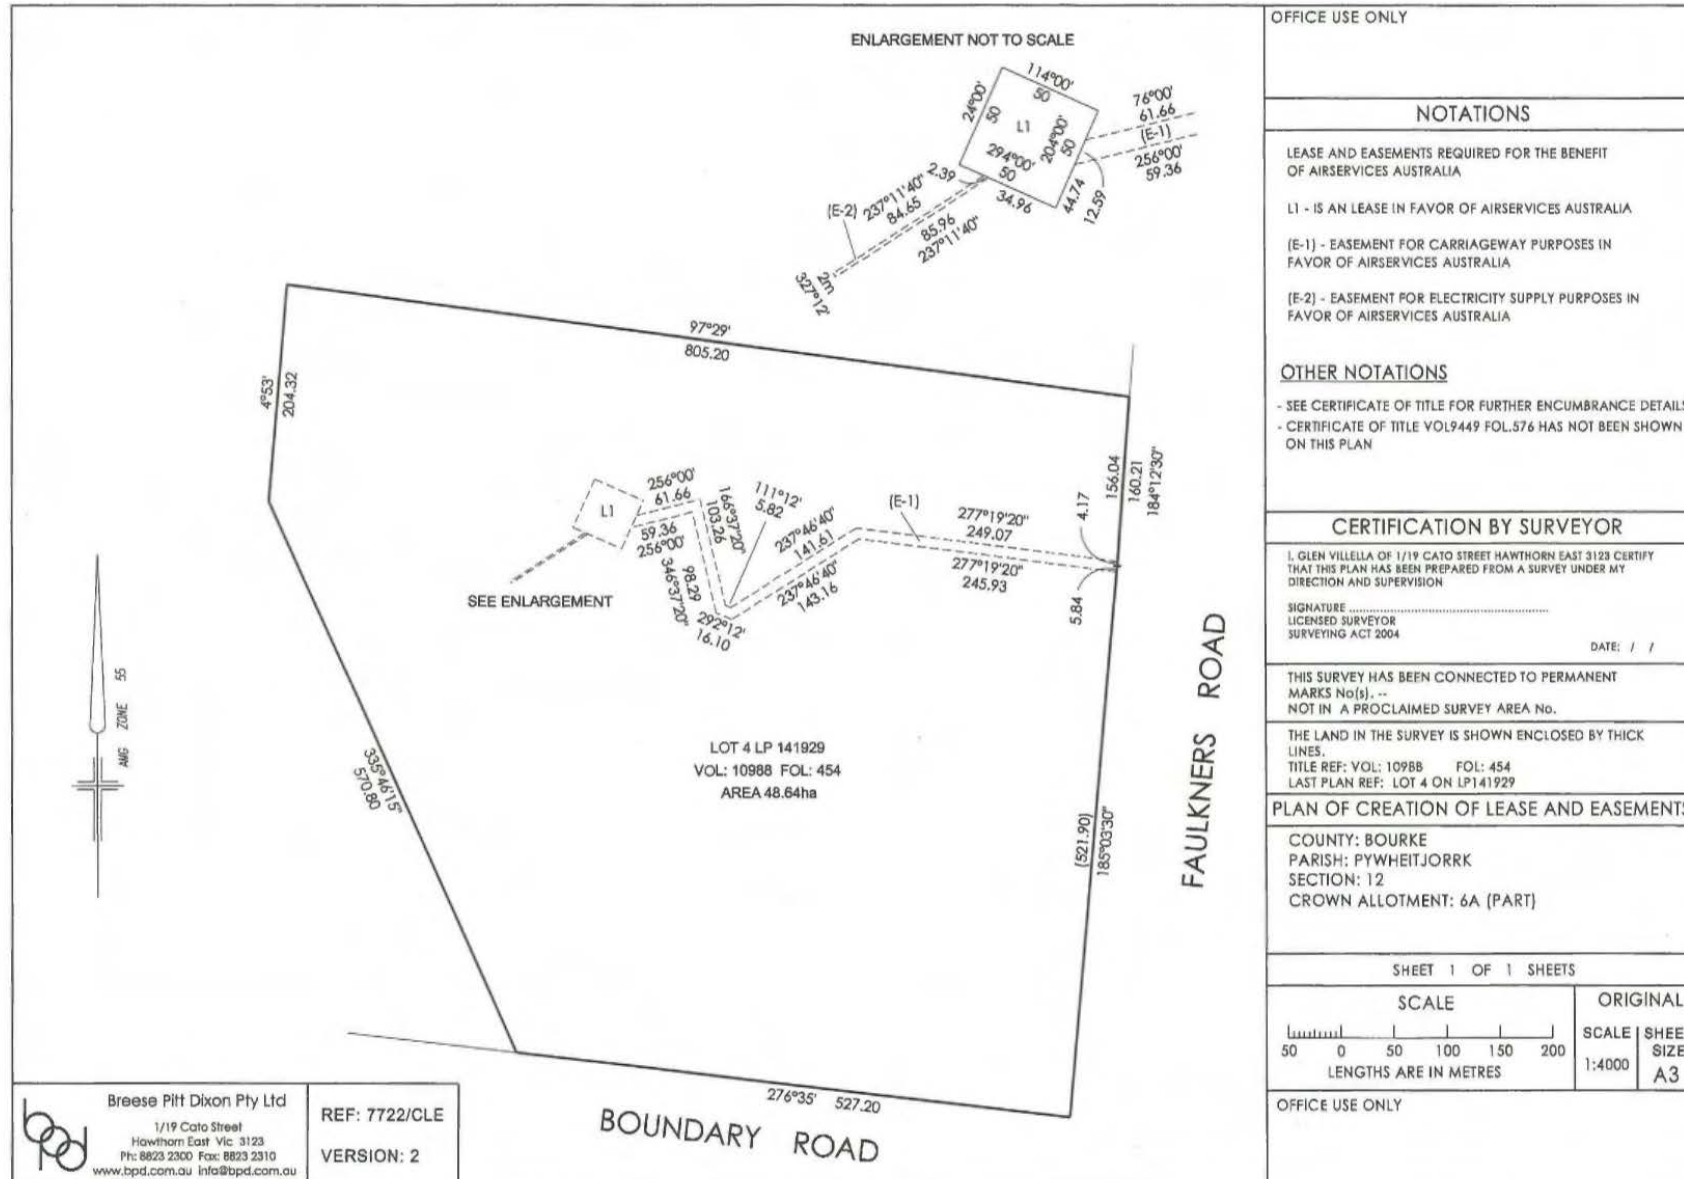 ENLARGEMENT NOT TO SCALE
114°00'
50
24°00'
50
L1
204°00'
50
294°00'
50
76°00'
61.66
(E-1)
256°00'
59.36
2.39
34.96
44.74
12.59
(E-2)
237°11'40"
84.65
85.96
237°11'40"
2m
327°12'
97°29'
805.20
4°53'
204.32
156.04
160.21
184°12'30"
4.17
5.84
L1
256°00'
61.66
59.36
256°00'
166°37'20"
103.26
111°12'
5.82
237°46'40"
141.61
(E-1)
277°19'20"
249.07
277°19'20"
245.93
237°46'40"
143.16
98.29
346°37'20"
292°12'
16.10
SEE ENLARGEMENT
AMG ZONE 55
335°46'15"
570.80
LOT 4 LP 141929
VOL: 10988 FOL: 454
AREA 48.64ha
(521.90)
185°03'30"
FAULKNERS ROAD
276°35' 527.20
BOUNDARY ROAD
bpd
Breese Pitt Dixon Pty Ltd
1/19 Cato Street
Hawthorn East Vic 3123
Ph: 8823 2300 Fax: 8823 2310
www.bpd.com.au info@bpd.com.au
REF: 7722/CLE
VERSION: 2
OFFICE USE ONLY
NOTATIONS
LEASE AND EASEMENTS REQUIRED FOR THE BENEFIT
OF AIRSERVICES AUSTRALIA
L1 - IS AN LEASE IN FAVOR OF AIRSERVICES AUSTRALIA
(E-1) - EASEMENT FOR CARRIAGEWAY PURPOSES IN
FAVOR OF AIRSERVICES AUSTRALIA
(E-2) - EASEMENT FOR ELECTRICITY SUPPLY PURPOSES IN
FAVOR OF AIRSERVICES AUSTRALIA
OTHER NOTATIONS
- SEE CERTIFICATE OF TITLE FOR FURTHER ENCUMBRANCE DETAILS
- CERTIFICATE OF TITLE VOL9449 FOL.576 HAS NOT BEEN SHOWN
ON THIS PLAN
CERTIFICATION BY SURVEYOR
I, GLEN VILLELLA OF 1/19 CATO STREET HAWTHORN EAST 3123 CERTIFY
THAT THIS PLAN HAS BEEN PREPARED FROM A SURVEY UNDER MY
DIRECTION AND SUPERVISION
SIGNATURE ....................................................
LICENSED SURVEYOR
SURVEYING ACT 2004
DATE: / /
THIS SURVEY HAS BEEN CONNECTED TO PERMANENT
MARKS No(s). --
NOT IN A PROCLAIMED SURVEY AREA No.
THE LAND IN THE SURVEY IS SHOWN ENCLOSED BY THICK
LINES.
TITLE REF: VOL: 10988 FOL: 454
LAST PLAN REF: LOT 4 ON LP141929
PLAN OF CREATION OF LEASE AND EASEMENTS
COUNTY: BOURKE
PARISH: PYWHEITJORRK
SECTION: 12
CROWN ALLOTMENT: 6A (PART)
SHEET 1 OF 1 SHEETS
SCALE
50 0 50 100 150 200
LENGTHS ARE IN METRES
ORIGINAL
SCALE
1:4000
SHEE
SIZE
A3
OFFICE USE ONLY